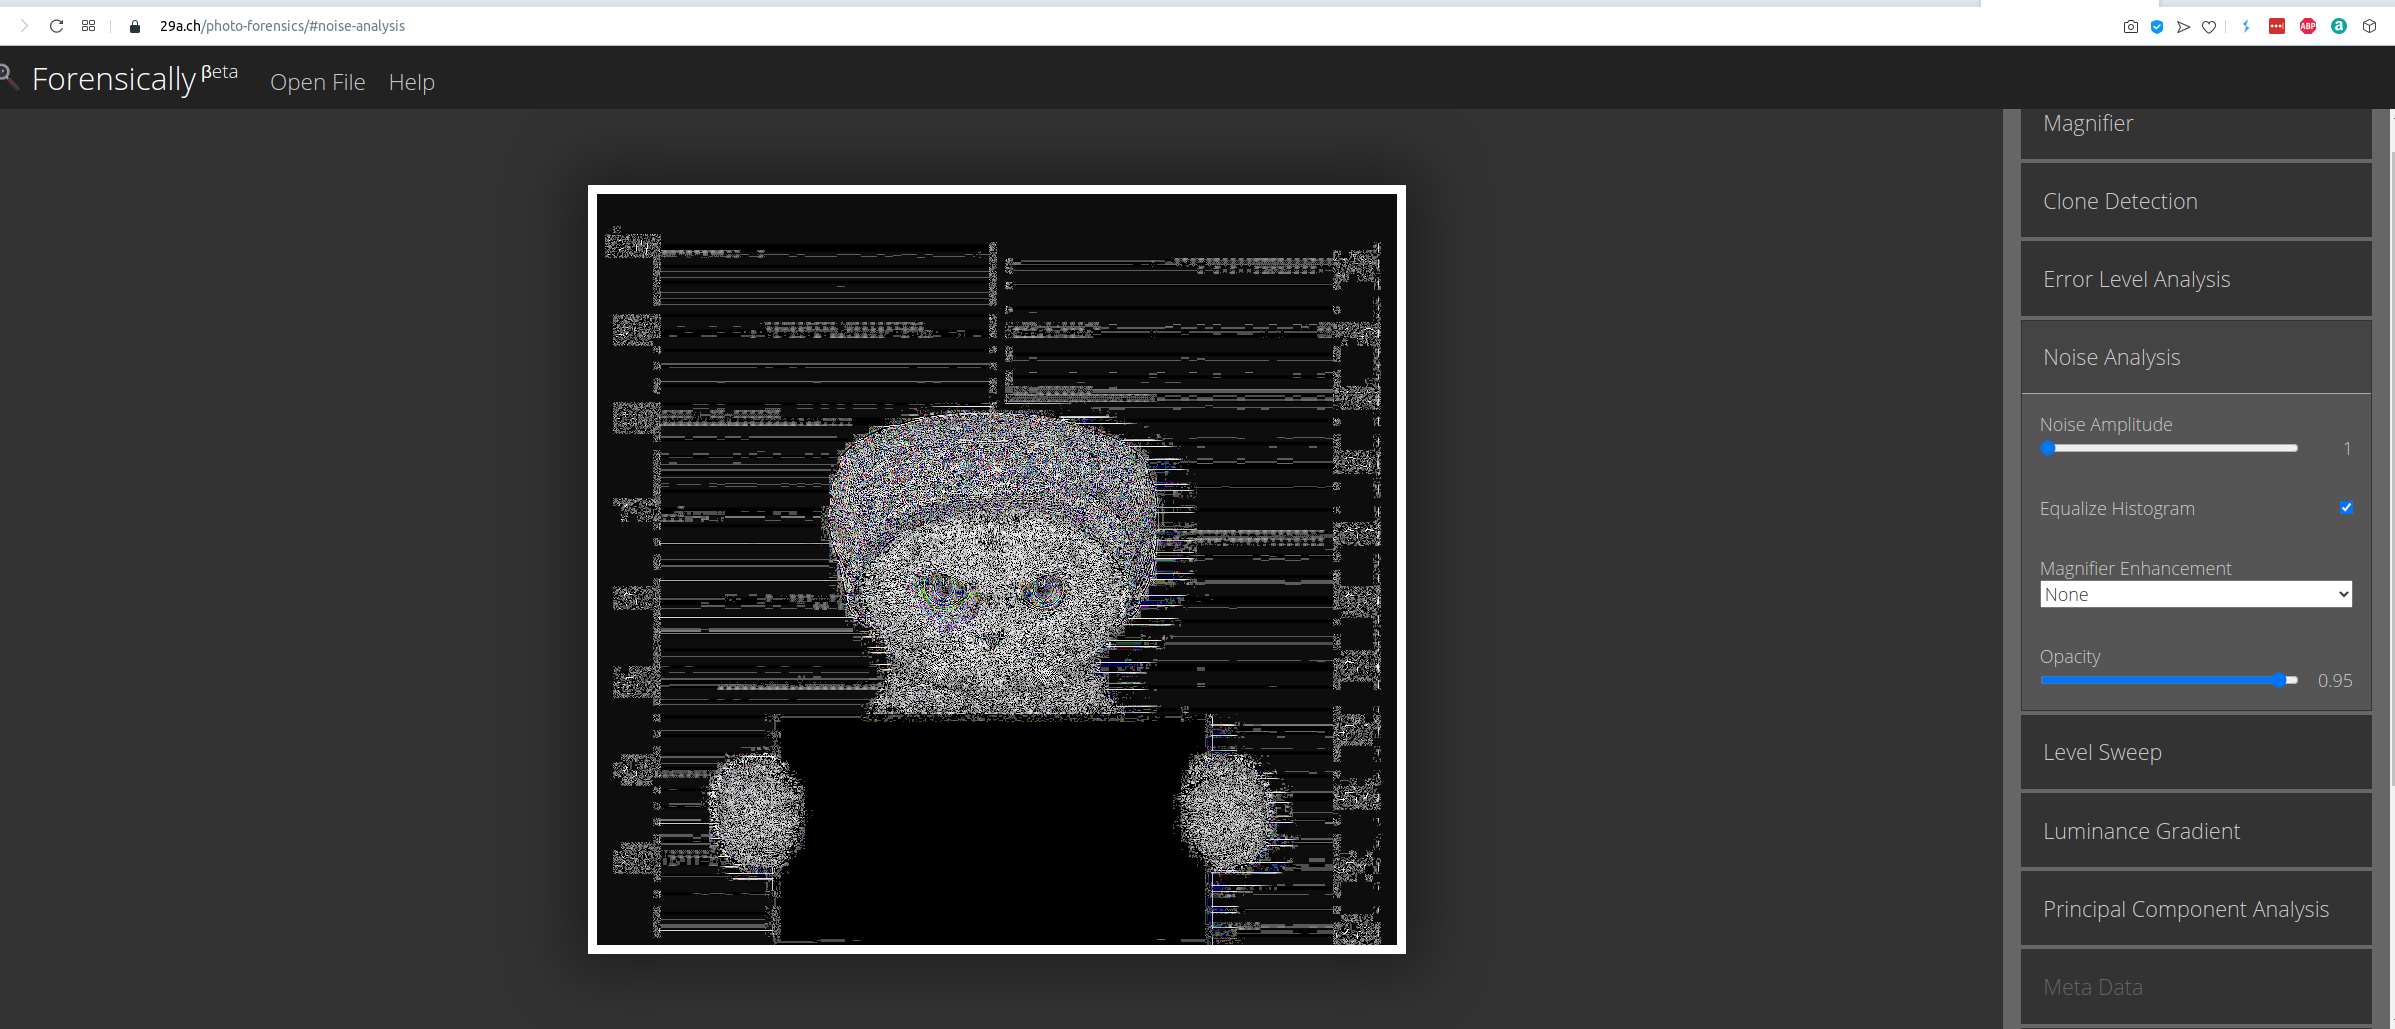 29a.ch/photo-forensics/#noise-analysis
ABP
a
Forensically βeta
Open File
Help
Magnifier
Clone Detection
Error Level Analysis
Noise Analysis
Noise Amplitude
1
Equalize Histogram
Magnifier Enhancement
None
Opacity
0.95
Level Sweep
Luminance Gradient
Principal Component Analysis
Meta Data